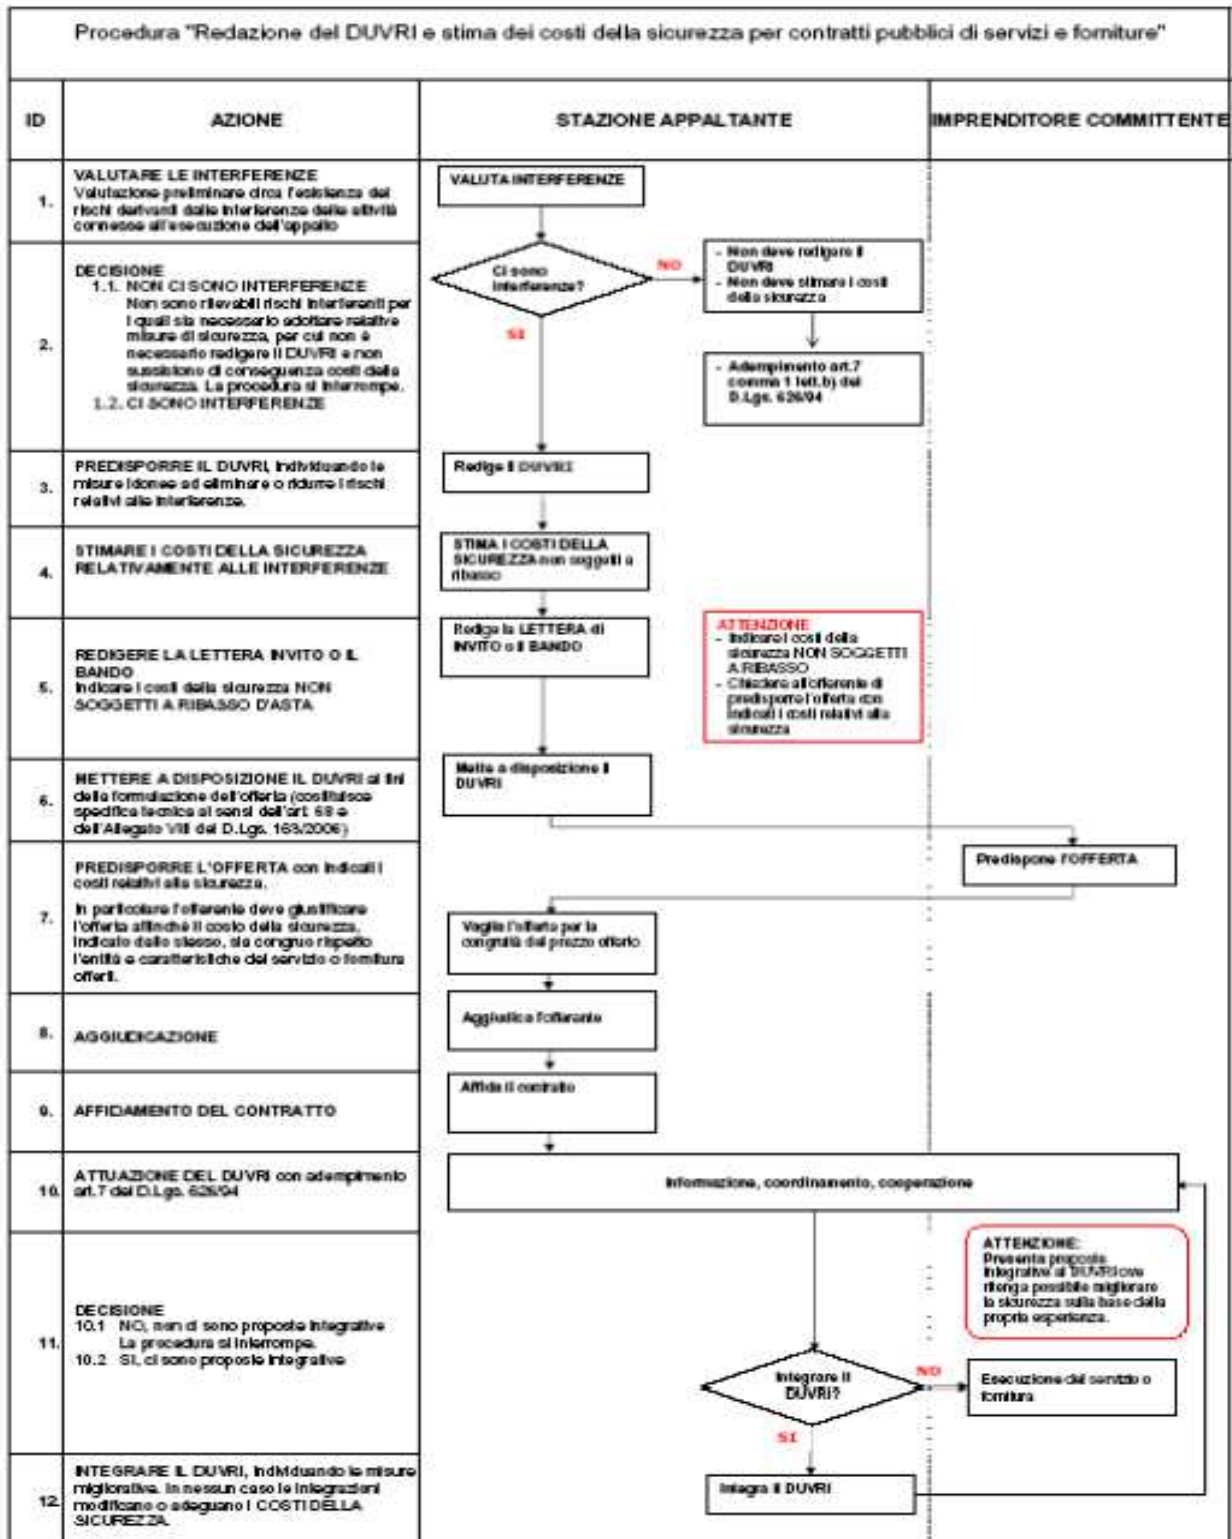 Procedura "Redazione del DUVRI e stima dei costi della sicurezza per contratti pubblici di servizi e forniture"
ID
AZIONE
STAZIONE APPALTANTE
IMPRENDITORE COMMITTENTE
1.
VALUTARE LE INTERFERENZE
Valutazione preliminare circa l'esistenza dei
rischi derivanti dalle interferenze delle attività
connesse all'esecuzione dell'appalto
VALUTA INTERFERENZE
2.
DECISIONE
1.1. NON CI SONO INTERFERENZE
Non sono rilevabili rischi interferenti per
i quali sia necessario adottare relative
misure di sicurezza, per cui non è
necessario redigere il DUVRI e non
sussistono di conseguenza costi della
sicurezza. La procedura si interrompe.
1.2. CI SONO INTERFERENZE
Ci sono
interferenze?
NO
SI
- Non deve redigere il
DUVRI
- Non deve stimare i costi
della sicurezza
- Adempimento art.7
comma 1 lett.b) del
D.Lgs. 626/94
3.
PREDISPORRE IL DUVRI, individuando le
misure idonee ad eliminare o ridurre i rischi
relativi alle interferenze.
Redige il DUVRI
4.
STIMARE I COSTI DELLA SICUREZZA
RELATIVAMENTE ALLE INTERFERENZE
STIMA I COSTI DELLA
SICUREZZA non soggetti a
ribasso
5.
REDIGERE LA LETTERA INVITO O IL
BANDO
Indicare i costi della sicurezza NON
SOGGETTI A RIBASSO D'ASTA
Redige la LETTERA di
INVITO o il BANDO
ATTENZIONE
- Indicare i costi della
sicurezza NON SOGGETTI
A RIBASSO
- Chiedere all'offerente di
predisporre l'offerta con
indicati i costi relativi alla
sicurezza
6.
METTERE A DISPOSIZIONE IL DUVRI ai fini
della formulazione dell'offerta (costituisce
specifica tecnica ai sensi dell'art. 68 e
dell'Allegato VIII del D.Lgs. 163/2006)
Mette a disposizione il
DUVRI
7.
PREDISPORRE L'OFFERTA con indicati i
costi relativi alla sicurezza.
In particolare l'offerente deve giustificare
l'offerta affinché il costo della sicurezza,
indicato dallo stesso, sia congruo rispetto
l'entità e caratteristiche del servizio o fornitura
offerti.
Predispone l'OFFERTA
Vaglia l'offerta per la
congruità del prezzo offerto
8.
AGGIUDICAZIONE
Aggiudica l'offerente
9.
AFFIDAMENTO DEL CONTRATTO
Affida il contratto
10.
ATTUAZIONE DEL DUVRI con adempimento
art.7 del D.Lgs. 626/94
Informazione, coordinamento, cooperazione
11.
DECISIONE
10.1 NO, non ci sono proposte integrative
La procedura si interrompe.
10.2 SI, ci sono proposte integrative
ATTENZIONE:
Presenta proposte
integrative al DUVRI ove
ritenga possibile migliorare
la sicurezza sulla base della
propria esperienza.
Integrare il
DUVRI?
NO
SI
Esecuzione del servizio o
fornitura
12.
INTEGRARE IL DUVRI, individuando le misure
migliorative. In nessun caso le integrazioni
modificano o adeguano i COSTI DELLA
SICUREZZA.
Integra il DUVRI